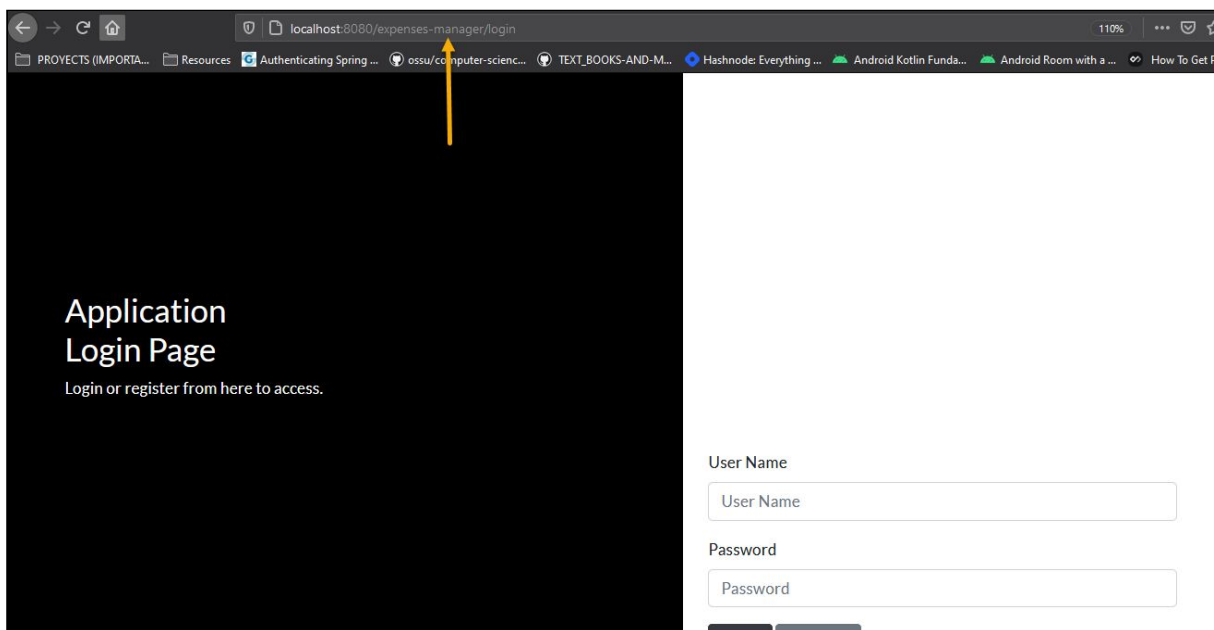 localhost:8080/expenses-manager/login
110%
PROYECTS (IMPORTA... Resources Authenticating Spring ... ossu/computer-scienc... TEXT_BOOKS-AND-M... Hashnode: Everything ... Android Kotlin Funda... Android Room with a ... How To Get
Application
Login Page
Login or register from here to access.
User Name
User Name
Password
Password